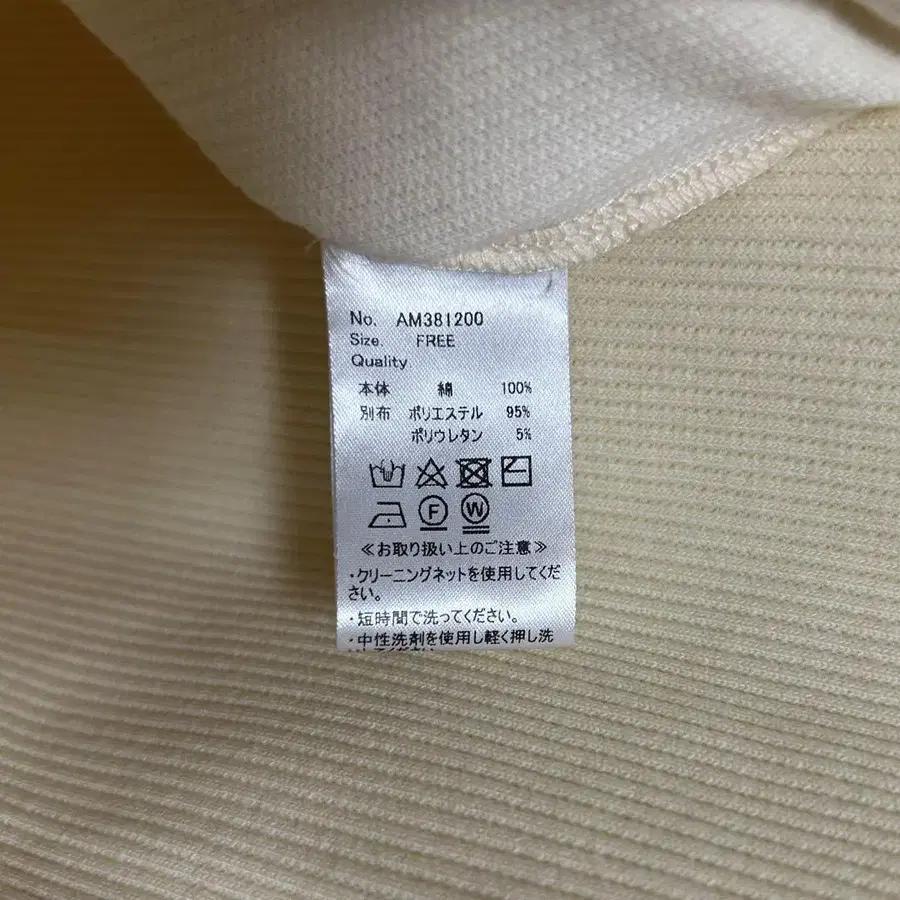 No. AM381200
Size. FREE
Quality.
本体 綿 100%
別布 ポリエステル 95%
ポリウレタン 5%
F W
≪お取り扱い上のご注意≫
・クリーニングネットを使用してくだ
さい。
・短時間で洗ってください。
・中性洗剤を使用し軽く押し洗